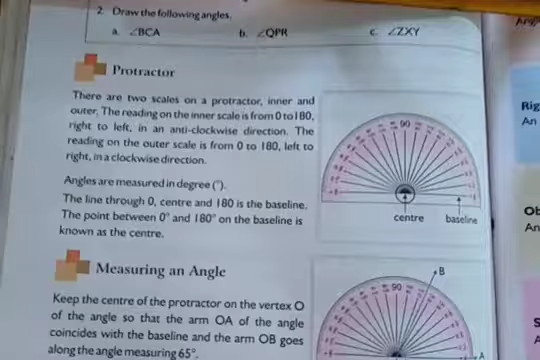 2. Draw the following angles.
a. ∠BCA b. ∠QPR c. ∠ZXY
Protractor
There are two scales on a protractor, inner and
outer. The reading on the inner scale is from 0 to 180,
right to left, in an anti-clockwise direction. The
reading on the outer scale is from 0 to 180, left to
right, in a clockwise direction.
Angles are measured in degree (°).
The line through 0, centre and 180 is the baseline.
The point between 0° and 180° on the baseline is
known as the centre.
90
centre baseline
Measuring an Angle
Keep the centre of the protractor on the vertex O
of the angle so that the arm OA of the angle
coincides with the baseline and the arm OB goes
along the angle measuring 65°.
B
90
A
Rig
An
Ob
An
S
A